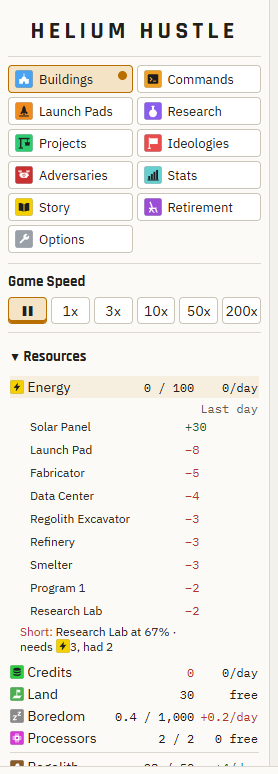 HELIUM HUSTLE
Buildings
Commands
Launch Pads
Research
Projects
Ideologies
Adversaries
Stats
Story
Retirement
Options
Game Speed
1x 3x 10x 50x 200x
▼ Resources
Energy 0 / 100 0/day
Last day
Solar Panel +30
Launch Pad −8
Fabricator −5
Data Center −4
Regolith Excavator −3
Refinery −3
Smelter −3
Program 1 −2
Research Lab −2
Short: Research Lab at 67% ·
needs 3, had 2
Credits 0 0/day
Land 30 free
Boredom 0.4 / 1,000 +0.2/day
Processors 2 / 2 0 free